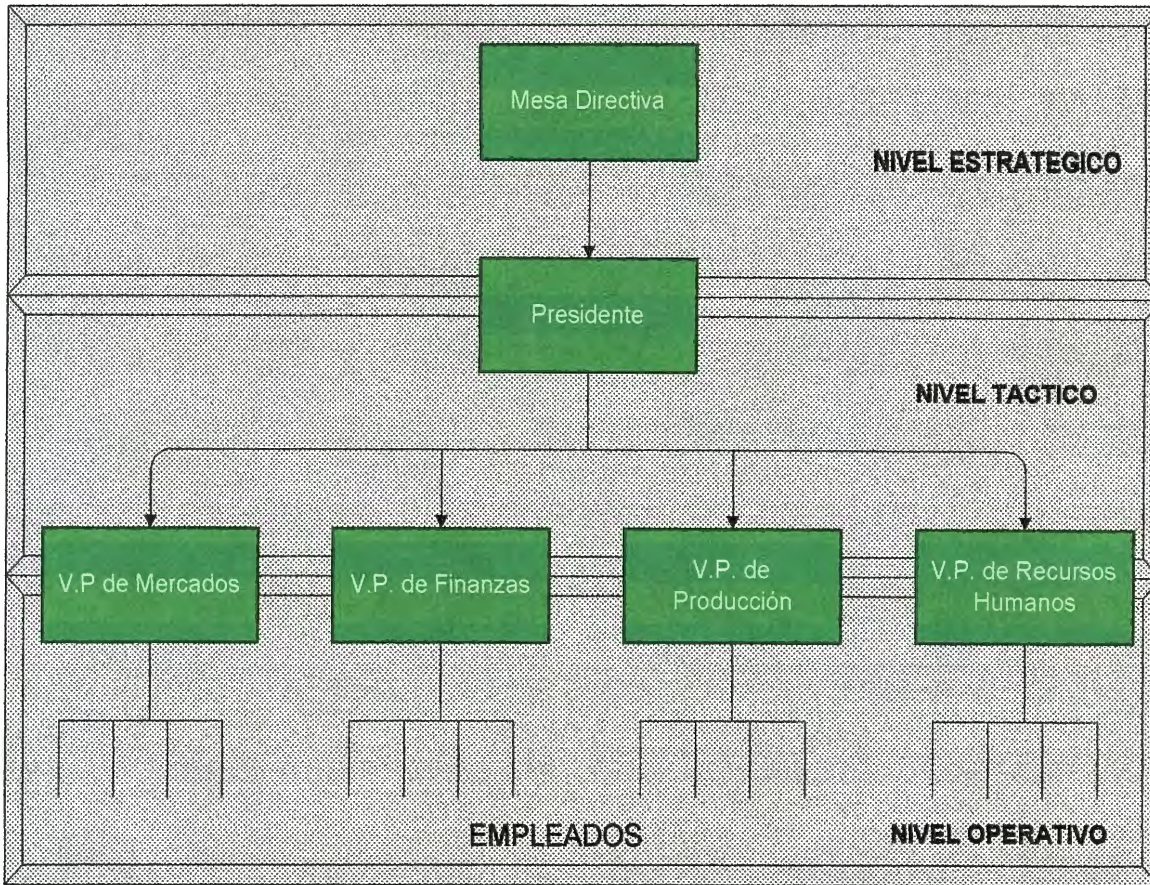 Mesa Directiva
NIVEL ESTRATEGICO
Presidente
NIVEL TACTICO
V.P de Mercados
V.P. de Finanzas
V.P. de
Producción
V.P. de Recursos
Humanos
EMPLEADOS
NIVEL OPERATIVO